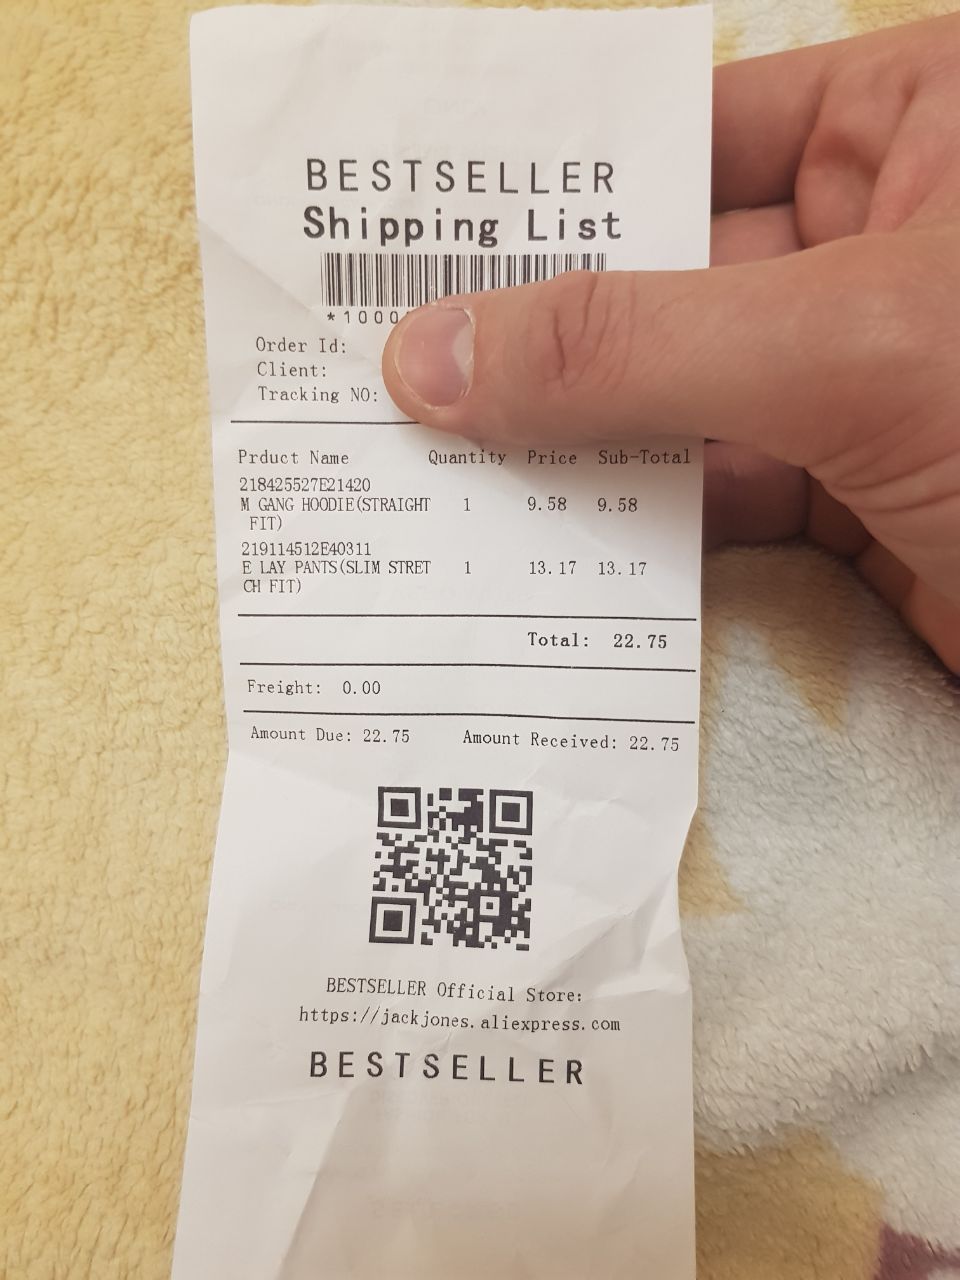 BESTSELLER
Shipping List
*1000
Order Id:
Client:
Tracking NO:
Prduct Name Quantity Price Sub-Total
218425527E21420
M GANG HOODIE(STRAIGHT 1 9.58 9.58
FIT)
219114512E40311
E LAY PANTS(SLIM STRET 1 13.17 13.17
CH FIT)
Total: 22.75
Freight: 0.00
Amount Due: 22.75 Amount Received: 22.75
BESTSELLER Official Store:
https://jackjones.aliexpress.com
BESTSELLER